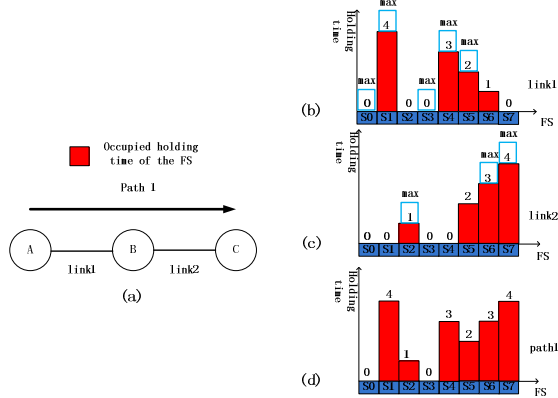 Occupied holding
time of the FS
Path 1
A
B
C
link1
link2
(a)
Holding
time
max
max
max
max
max
0
4
0
0
3
2
1
0
S0
S1
S2
S3
S4
S5
S6
S7
link1
FS
(b)
Holding
time
max
max
max
0
0
1
0
0
2
3
4
S0
S1
S2
S3
S4
S5
S6
S7
link2
FS
(c)
Holding
time
0
4
1
0
3
2
3
4
S0
S1
S2
S3
S4
S5
S6
S7
path1
FS
(d)